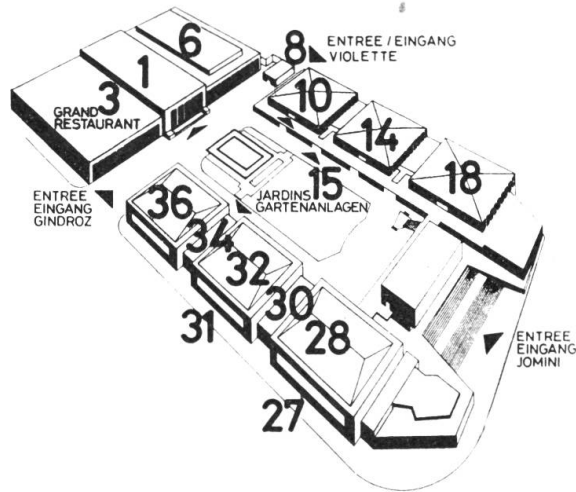 6
8
ENTREE / EINGANG
VIOLETTE
1
10
3
GRAND
RESTAURANT
14
15
18
ENTREE
EINGANG
GINDROZ
36
JARDINS
GARTENANLAGEN
34
32
30
31
28
ENTREE
EINGANG
JOMINI
27